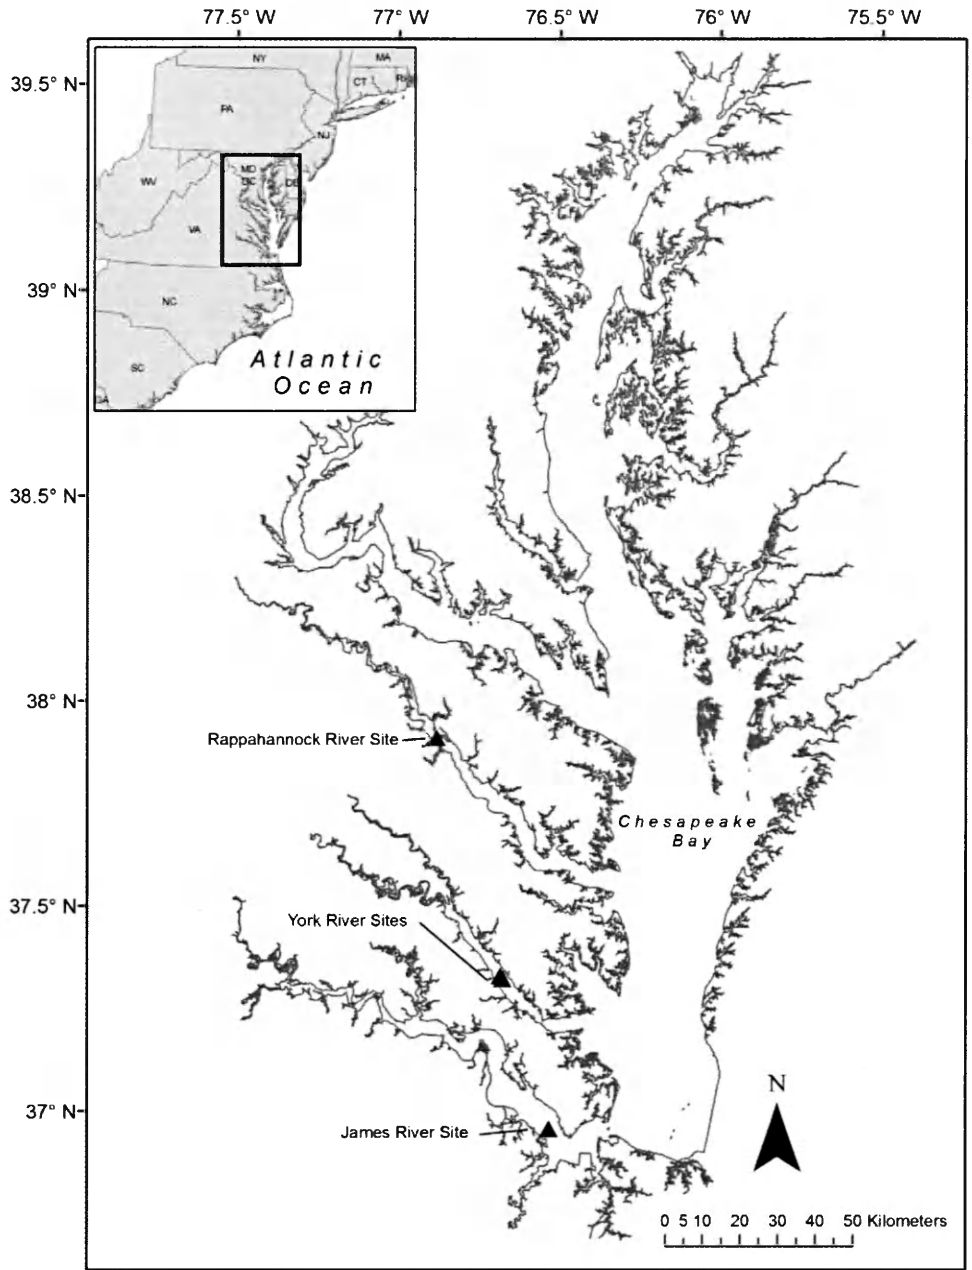 77.5° W 77° W 76.5° W 76° W 75.5° W
39.5° N
39° N
38.5° N
38° N
37.5° N
37° N
NY
MA
CT
RI
PA
NJ
MD
DC
DE
WV
VA
NC
SC
Atlantic
Ocean
Rappahannock River Site
Chesapeake
Bay
York River Sites
James River Site
N
0 5 10 20 30 40 50 Kilometers